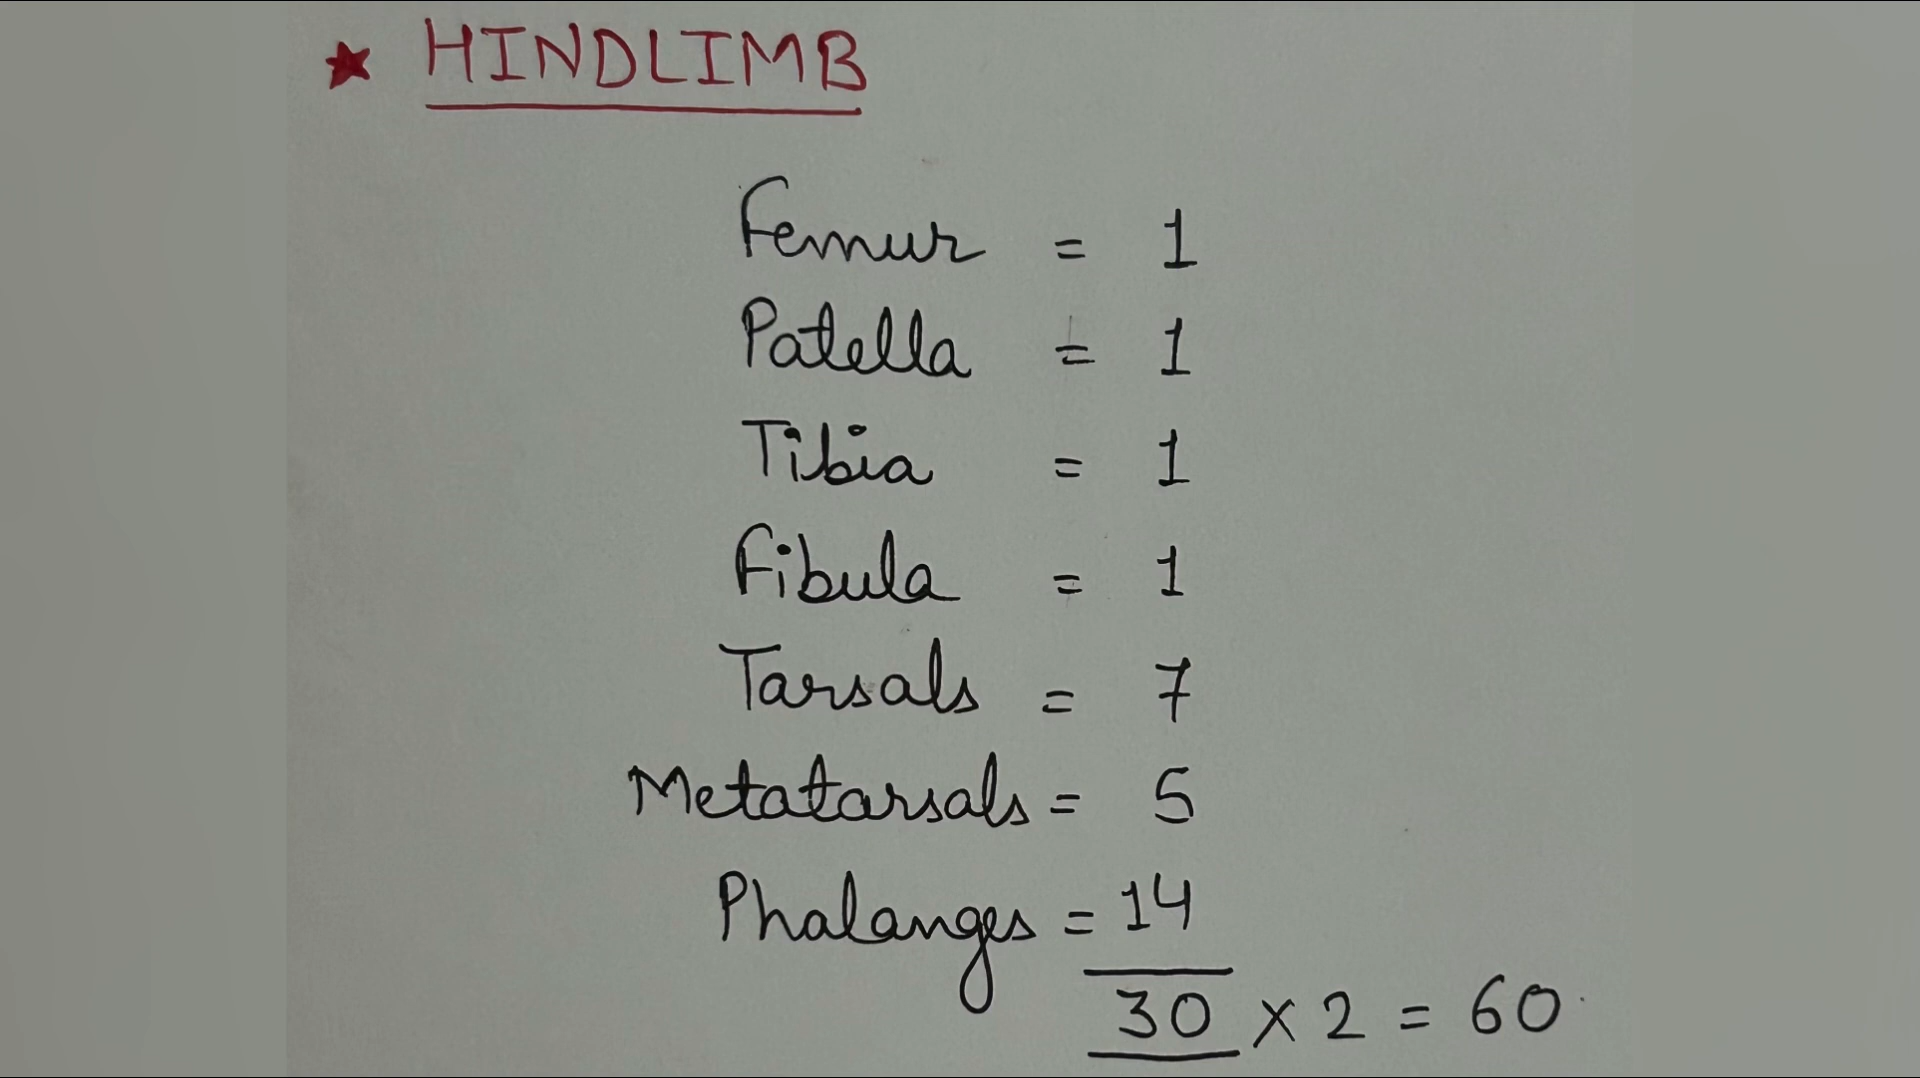 ★ HINDLIMB
Femur = 1
Patella = 1
Tibia = 1
Fibula = 1
Tarsals = 7
Metatarsals = 5
Phalanges = 14
30 × 2 = 60